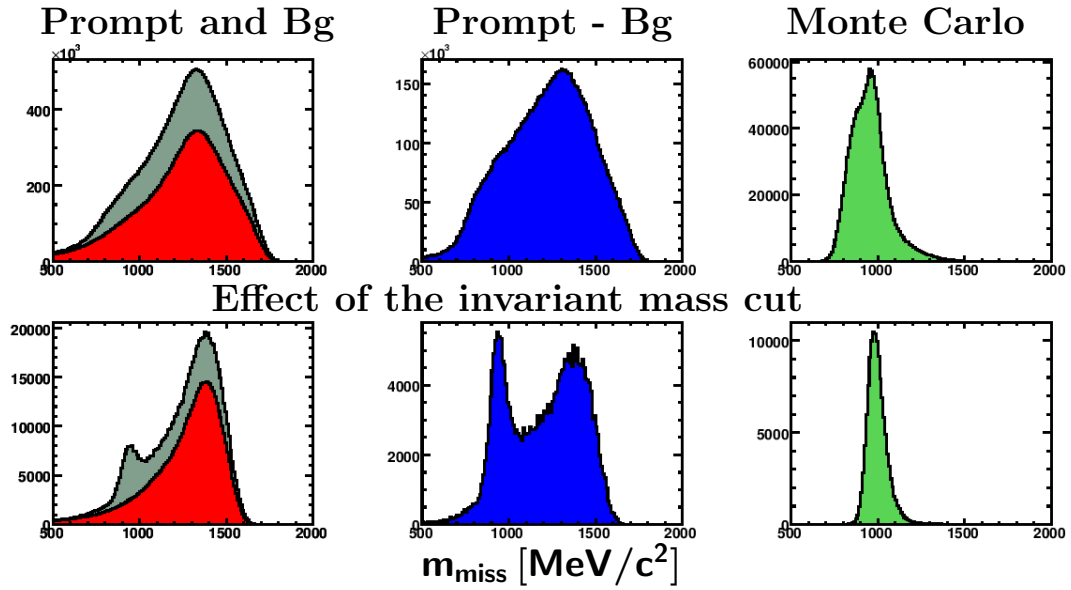 Prompt and Bg Prompt - Bg Monte Carlo
×10³ ×10³
400 150 60000
200 100 40000
0 50 20000
0 0
500 1000 1500 2000 500 1000 1500 2000 500 1000 1500 2000
Effect of the invariant mass cut
20000 4000 10000
15000 2000 5000
10000 0 0
5000
0
500 1000 1500 2000 500 1000 1500 2000 500 1000 1500 2000
m_miss [MeV/c²]